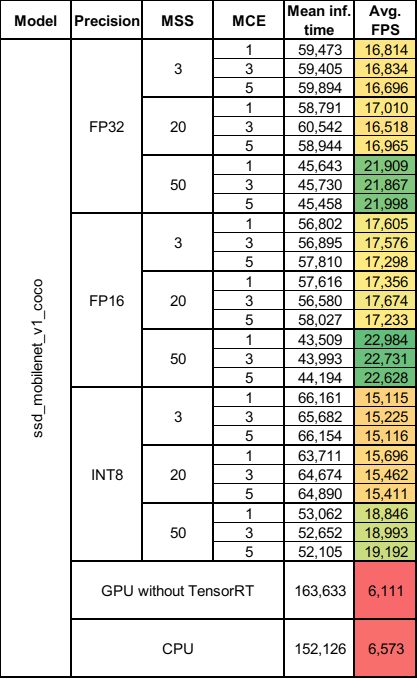 Model Precision MSS MCE Mean inf. time Avg. FPS
ssd_mobilenet_v1_coco
FP32
3
1 59,473 16,814
3 59,405 16,834
5 59,894 16,696
20
1 58,791 17,010
3 60,542 16,518
5 58,944 16,965
50
1 45,643 21,909
3 45,730 21,867
5 45,458 21,998
FP16
3
1 56,802 17,605
3 56,895 17,576
5 57,810 17,298
20
1 57,616 17,356
3 56,580 17,674
5 58,027 17,233
50
1 43,509 22,984
3 43,993 22,731
5 44,194 22,628
INT8
3
1 66,161 15,115
3 65,682 15,225
5 66,154 15,116
20
1 63,711 15,696
3 64,674 15,462
5 64,890 15,411
50
1 53,062 18,846
3 52,652 18,993
5 52,105 19,192
GPU without TensorRT 163,633 6,111
CPU 152,126 6,573